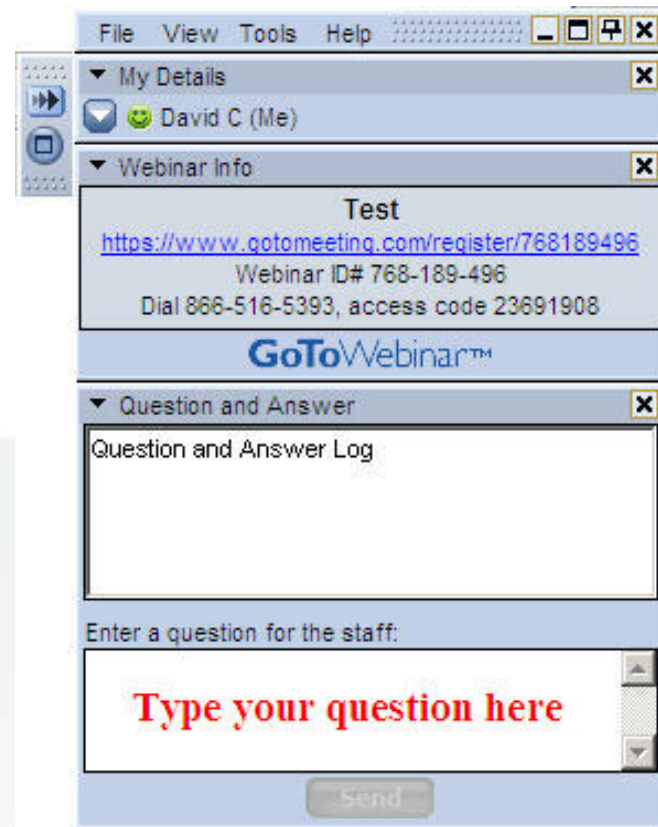 File View Tools Help
My Details
David C (Me)
Webinar Info
Test
https://www.gotomeeting.com/register/768189496
Webinar ID# 768-189-496
Dial 866-516-5393, access code 23691908
GoToWebinar™
Question and Answer
Question and Answer Log
Enter a question for the staff:
Type your question here
Send